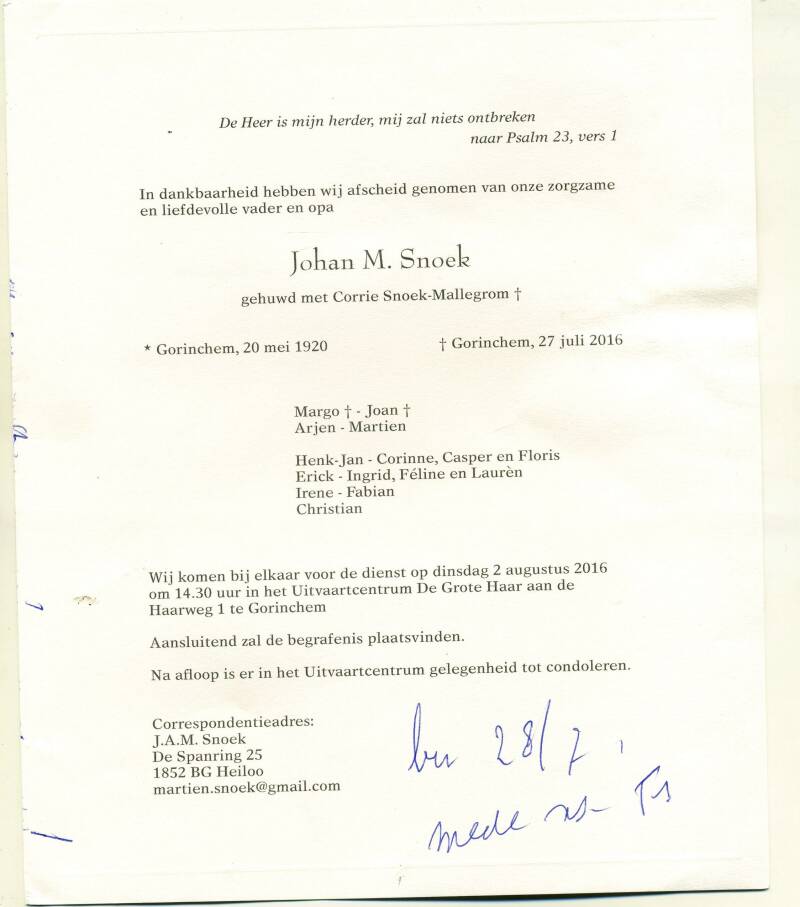 De Heer is mijn herder, mij zal niets ontbreken
naar Psalm 23, vers 1
In dankbaarheid hebben wij afscheid genomen van onze zorgzame
en liefdevolle vader en opa
Johan M. Snoek
gehuwd met Corrie Snoek-Mallegrom †
* Gorinchem, 20 mei 1920
† Gorinchem, 27 juli 2016
Margo † - Joan †
Arjen - Martien
Henk-Jan - Corinne, Casper en Floris
Erick - Ingrid, Féline en Laurèn
Irene - Fabian
Christian
Wij komen bij elkaar voor de dienst op dinsdag 2 augustus 2016
om 14.30 uur in het Uitvaartcentrum De Grote Haar aan de
Haarweg 1 te Gorinchem
Aansluitend zal de begrafenis plaatsvinden.
Na afloop is er in het Uitvaartcentrum gelegenheid tot condoleren.
Correspondentieadres:
J.A.M. Snoek
De Spanring 25
1852 BG Heiloo
martien.snoek@gmail.com
28/7
mede